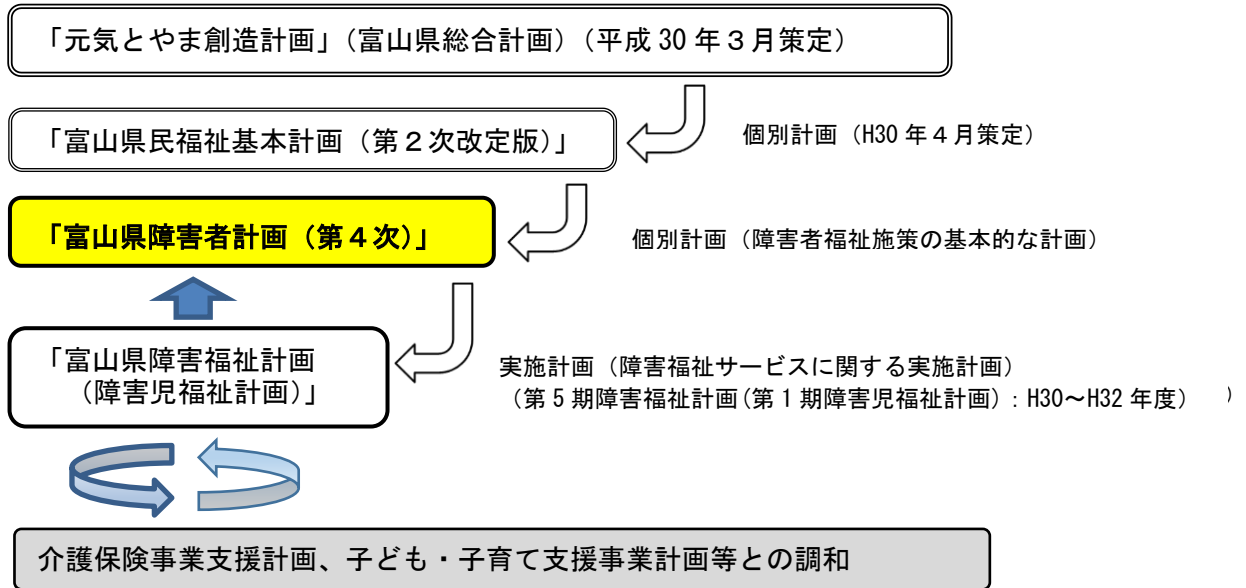 「元気とやま創造計画」（富山県総合計画）（平成 30 年３月策定）
「富山県民福祉基本計画（第２次改定版）」
個別計画（H30 年４月策定）
「富山県障害者計画（第４次）」
個別計画（障害者福祉施策の基本的な計画）
「富山県障害福祉計画
（障害児福祉計画）」
実施計画（障害福祉サービスに関する実施計画）
（第 5 期障害福祉計画(第 1 期障害児福祉計画）: H30～H32 年度）　）
介護保険事業支援計画、子ども・子育て支援事業計画等との調和